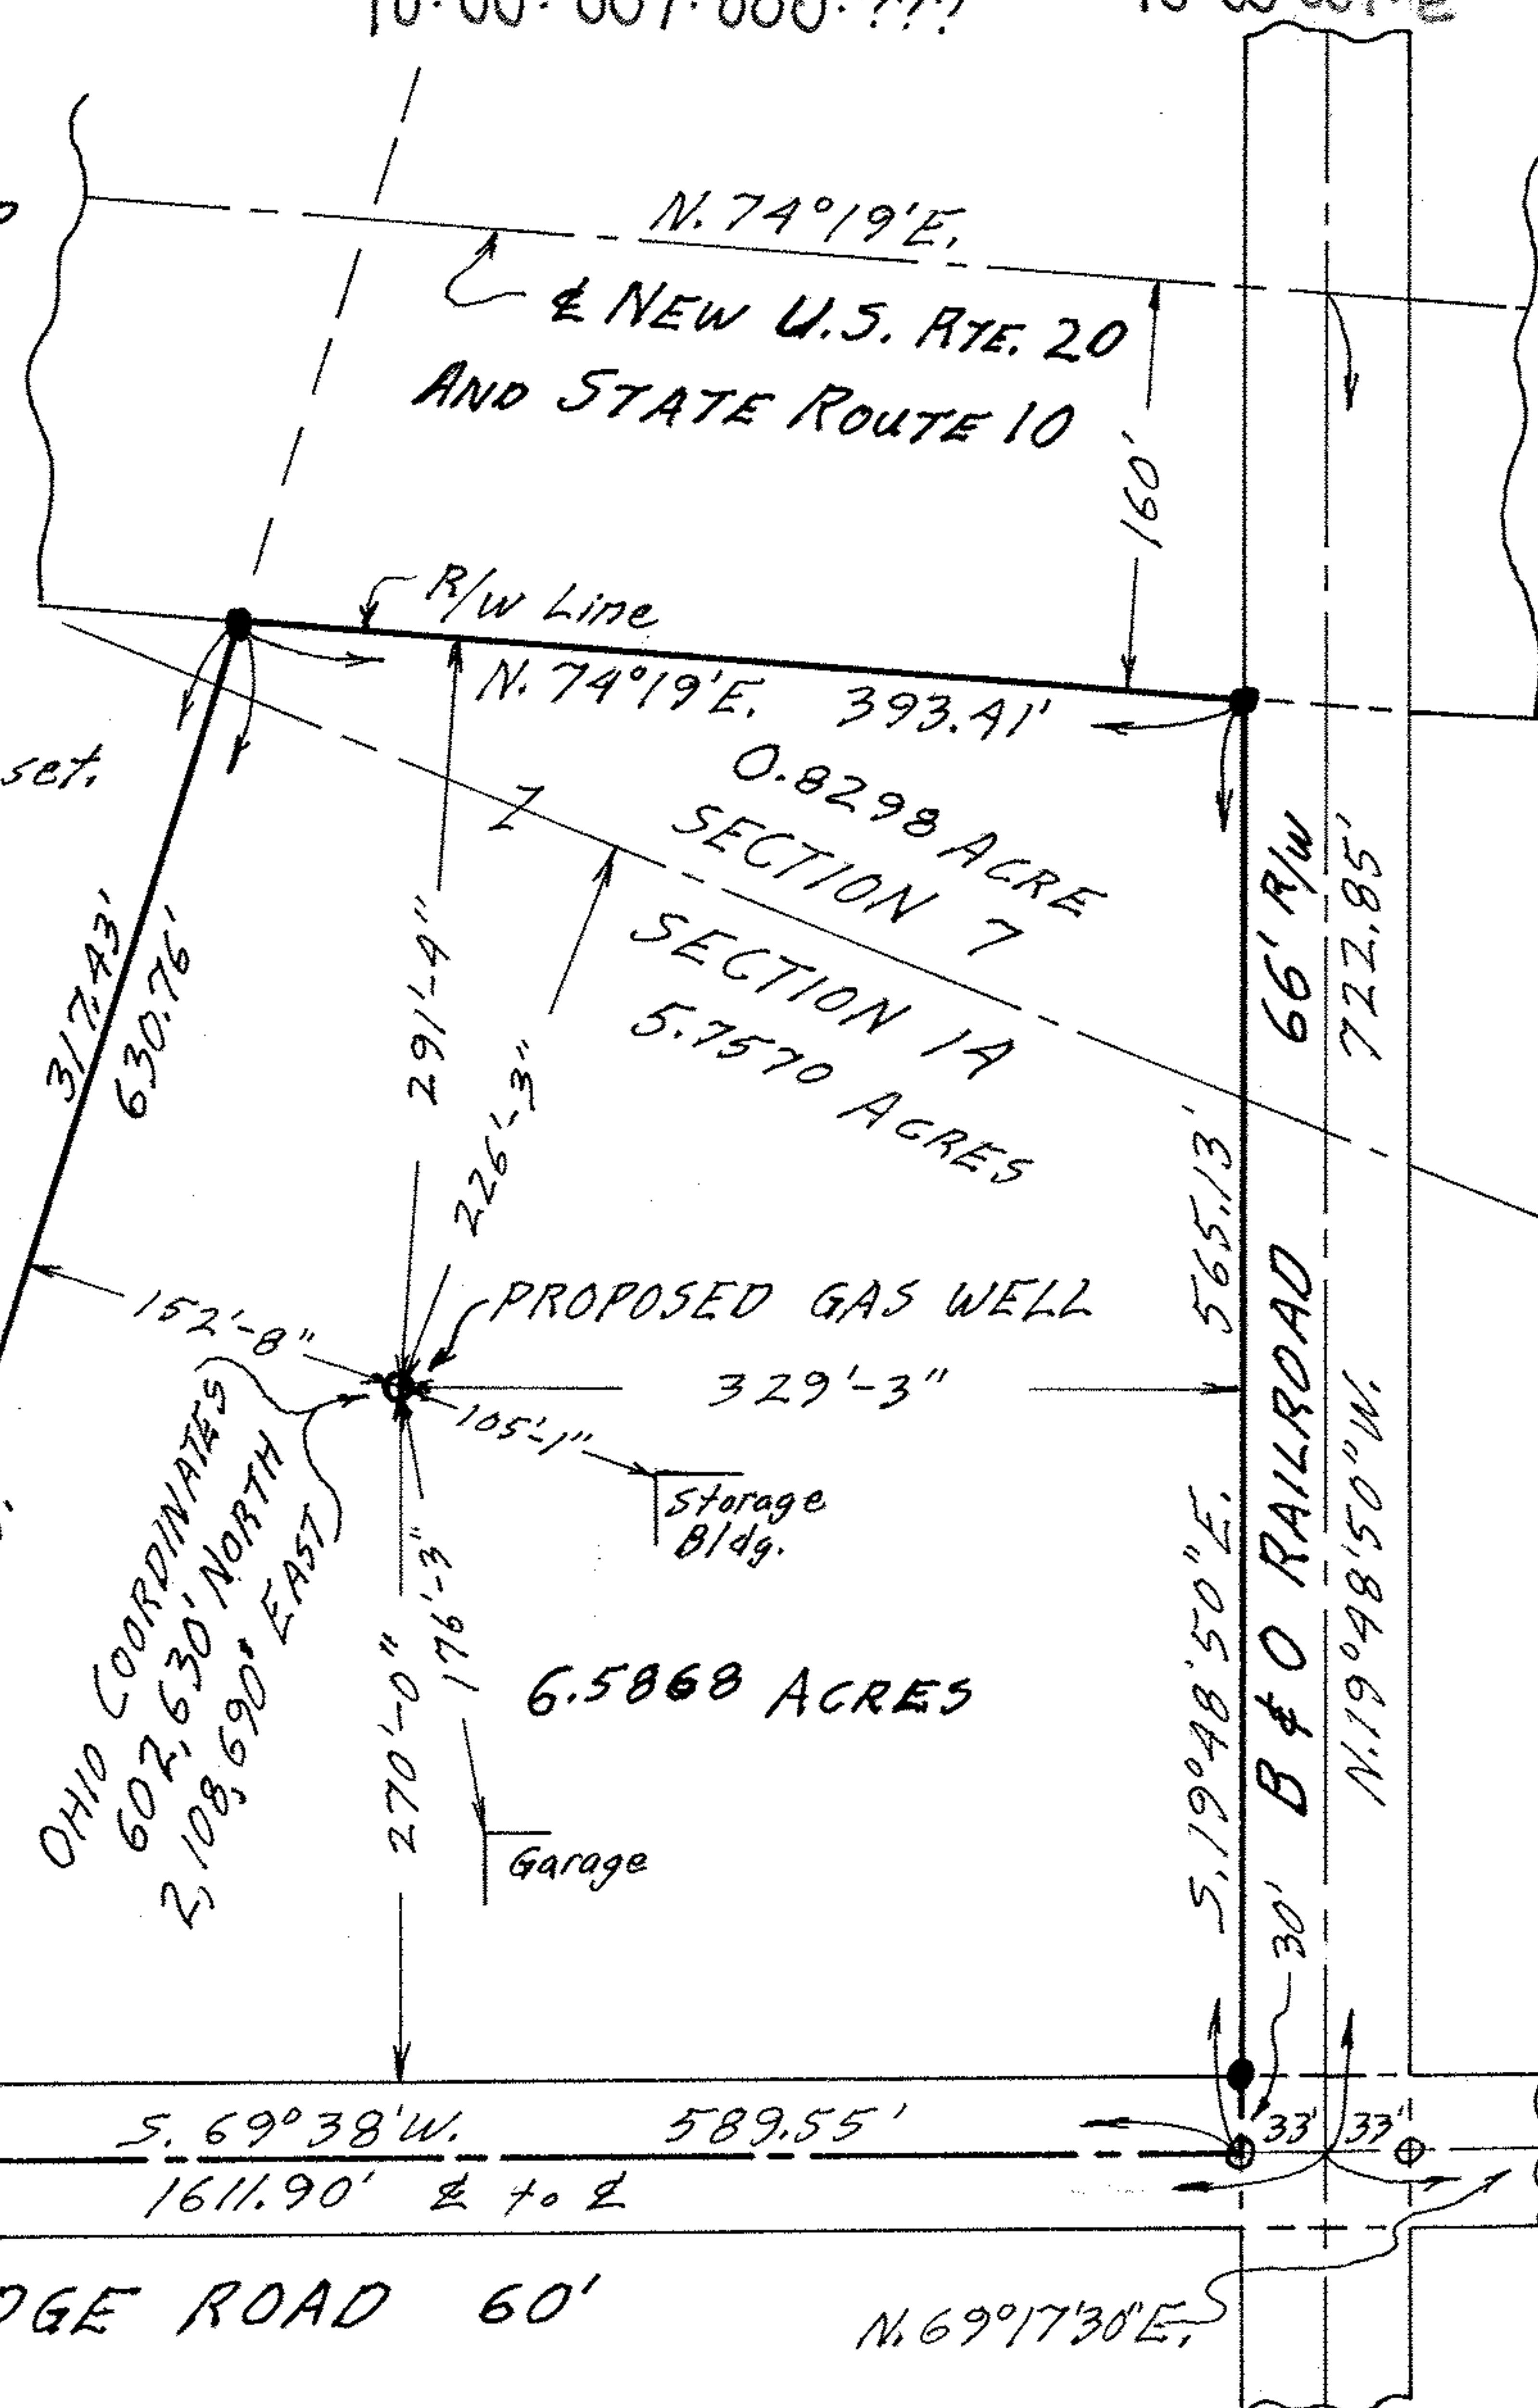 N. 74°19'E.
℄ NEW U.S. RTE. 20
AND STATE ROUTE 10
160'
R/W Line
N. 74°19'E. 393.41'
set.
0.8298 ACRE
SECTION 7
SECTION 14
5.7570 ACRES
66' R/W
722.85'
317.43'
630.76'
291'-4"
226'-3"
565.13'
PROPOSED GAS WELL
152'-8"
329'-3"
105'-1"
Storage
Bldg.
OHIO COORDINATES
602,630' NORTH
2,108,690' EAST
176'-3"
270'-0"
6.5868 ACRES
Garage
S. 19°48'50"E.
B & O RAILROAD
N. 19°48'50"W.
30'
33' 33'
S. 69°38'W. 589.55'
1611.90' ℄ to ℄
ROAD 60'
N. 69°17'30"E.